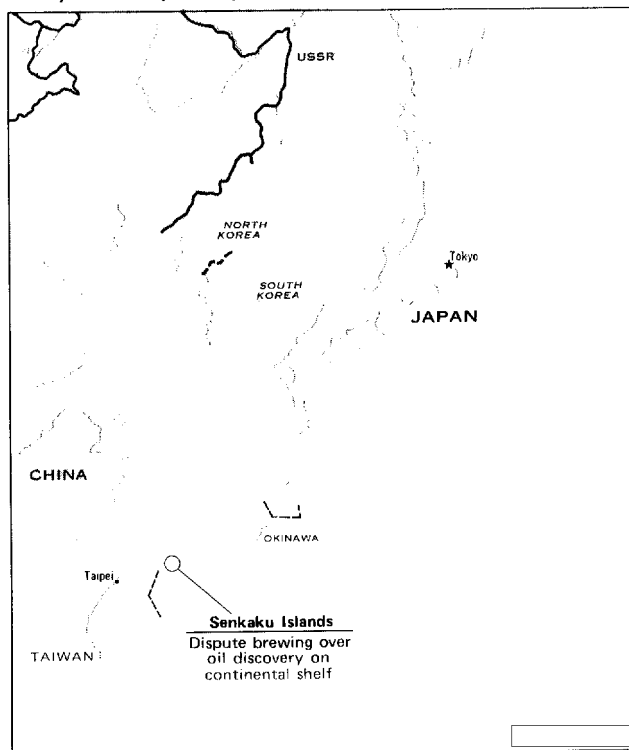 USSR
NORTH
KOREA
Tokyo
SOUTH
KOREA
JAPAN
CHINA
OKINAWA
Taipei
Senkaku Islands
Dispute brewing over
oil discovery on
continental shelf
TAIWAN